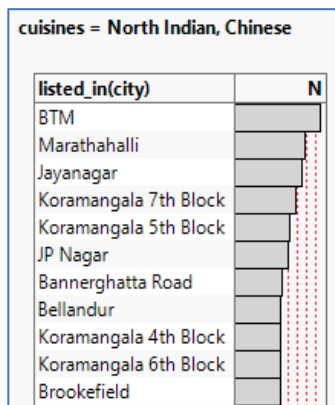 cuisines = North Indian, Chinese
listed_in(city) N
BTM
Marathahalli
Jayanagar
Koramangala 7th Block
Koramangala 5th Block
JP Nagar
Bannerghatta Road
Bellandur
Koramangala 4th Block
Koramangala 6th Block
Brookefield